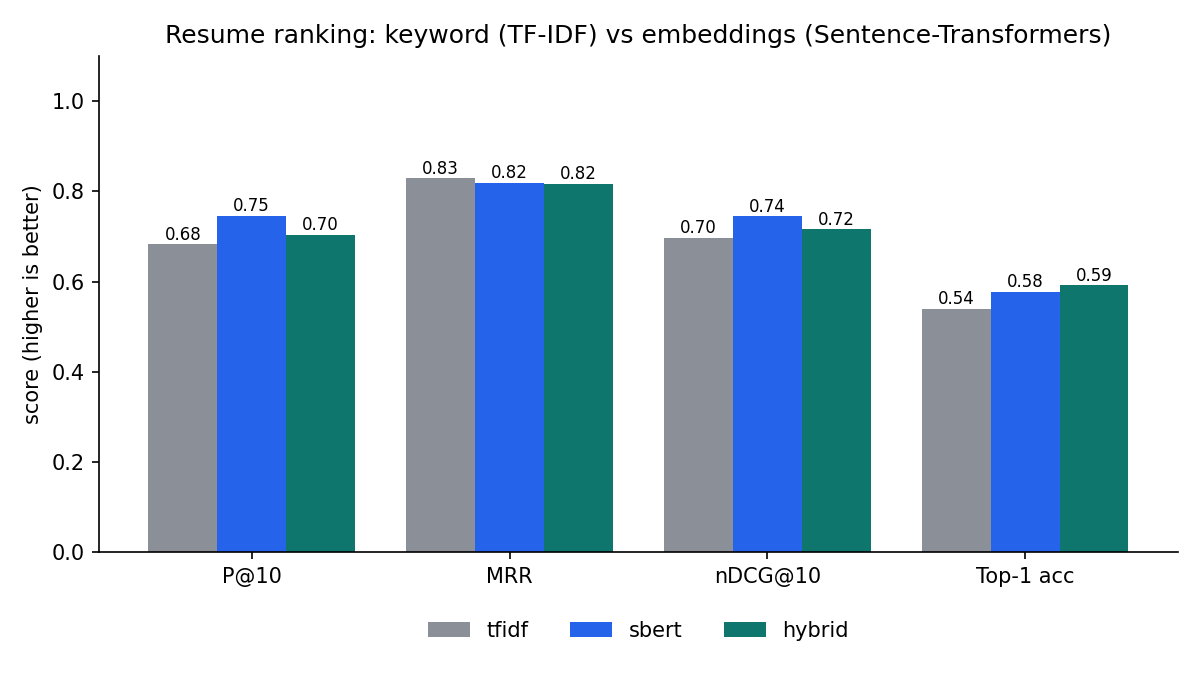 Resume ranking: keyword (TF-IDF) vs embeddings (Sentence-Transformers)
score (higher is better)
1.0
0.8
0.6
0.4
0.2
0.0
0.68
0.75
0.70
0.83
0.82
0.82
0.70
0.74
0.72
0.54
0.58
0.59
P@10
MRR
nDCG@10
Top-1 acc
tfidf
sbert
hybrid